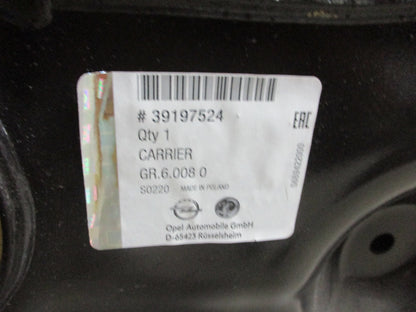 # 39197524
Qty 1
CARRIER
GR.6.008 0
S0220 MADE IN POLAND
Opel Automobile GmbH
D-65423 Rüsselsheim
EAC